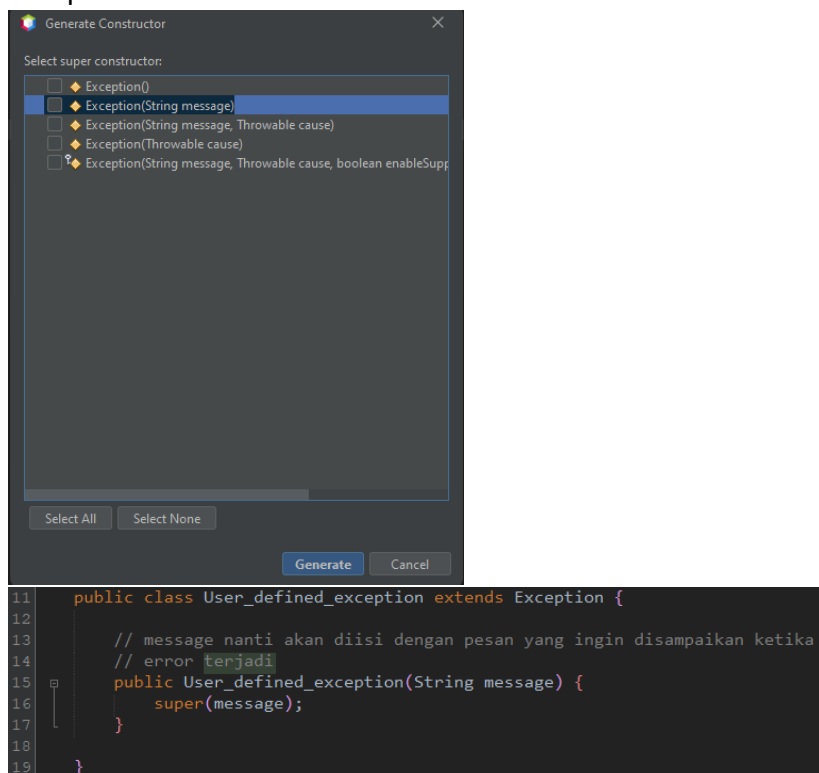 Generate Constructor
Select super constructor:
Exception()
Exception(String message)
Exception(String message, Throwable cause)
Exception(Throwable cause)
Exception(String message, Throwable cause, boolean enableSupp
Select All Select None
Generate Cancel
11 public class User_defined_exception extends Exception {
12
13 // message nanti akan diisi dengan pesan yang ingin disampaikan ketika
14 // error terjadi
15 public User_defined_exception(String message) {
16 super(message);
17 }
18
19 }